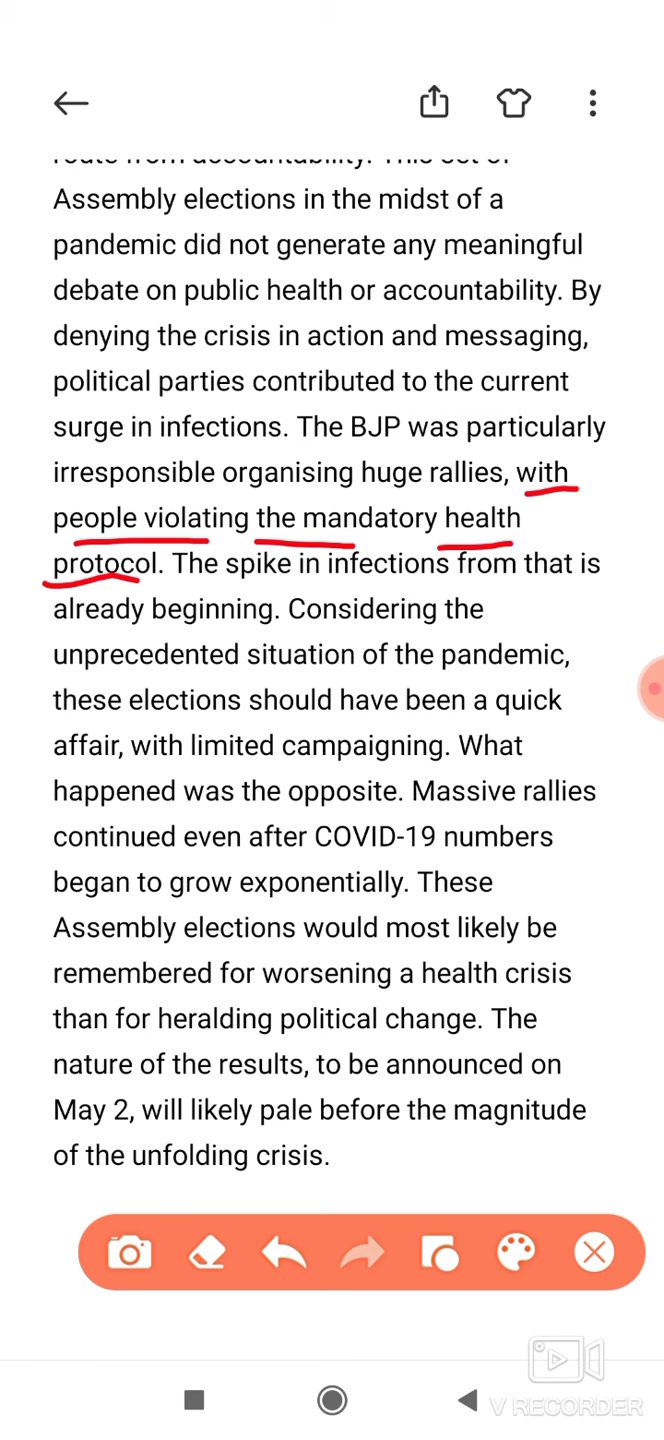 Assembly elections in the midst of a
pandemic did not generate any meaningful
debate on public health or accountability. By
denying the crisis in action and messaging,
political parties contributed to the current
surge in infections. The BJP was particularly
irresponsible organising huge rallies, with
people violating the mandatory health
protocol. The spike in infections from that is
already beginning. Considering the
unprecedented situation of the pandemic,
these elections should have been a quick
affair, with limited campaigning. What
happened was the opposite. Massive rallies
continued even after COVID-19 numbers
began to grow exponentially. These
Assembly elections would most likely be
remembered for worsening a health crisis
than for heralding political change. The
nature of the results, to be announced on
May 2, will likely pale before the magnitude
of the unfolding crisis.
V RECORDER